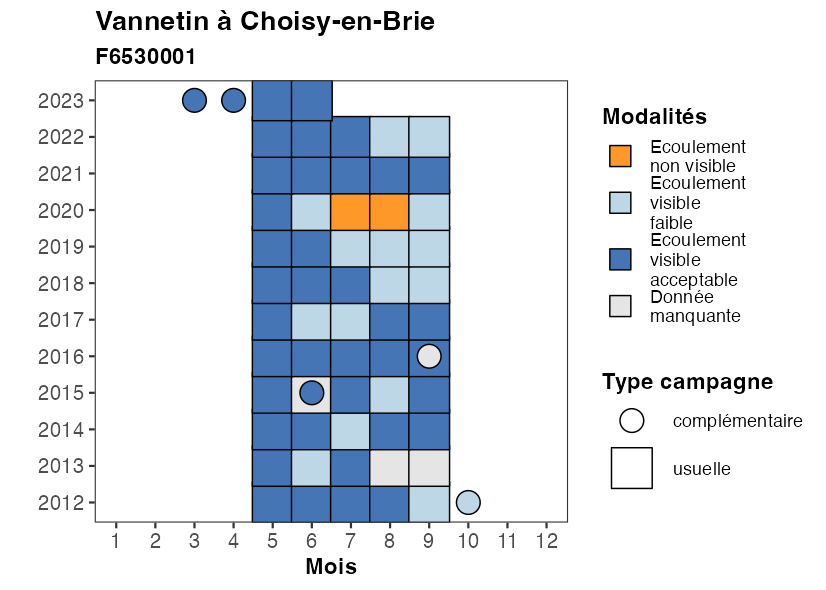 Vannetin à Choisy-en-Brie
F6530001
2023
2022
2021
2020
2019
2018
2017
2016
2015
2014
2013
2012
1 2 3 4 5 6 7 8 9 10 11 12
Mois
Modalités
Ecoulement
non visible
Ecoulement
visible
faible
Ecoulement
visible
acceptable
Donnée
manquante
Type campagne
complémentaire
usuelle